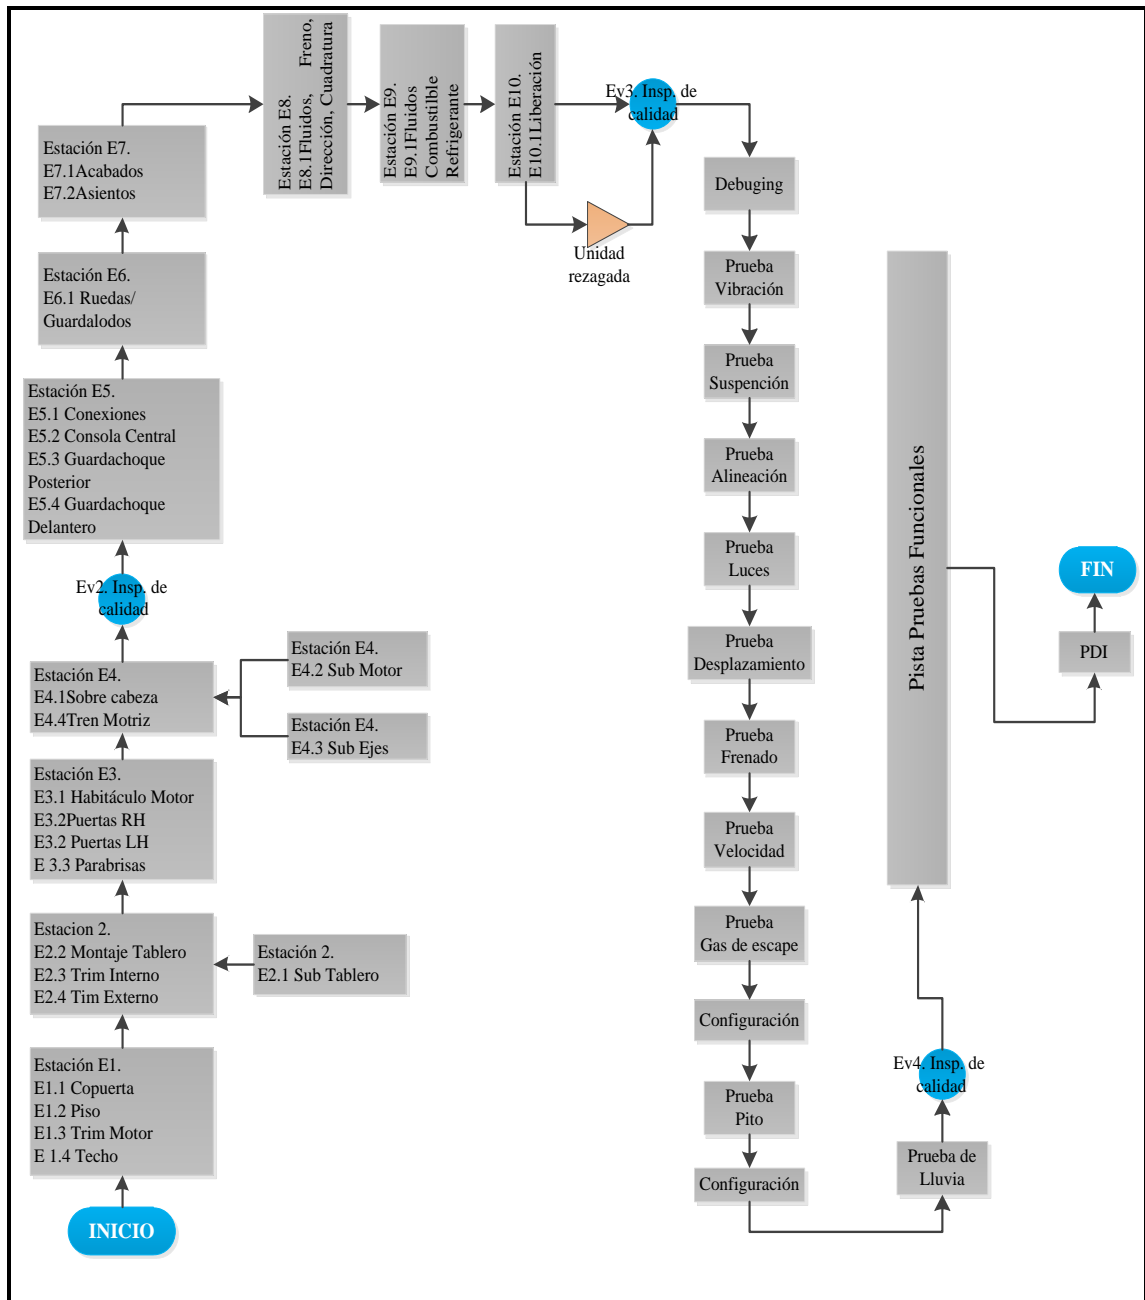 INICIO
Estación E1.
E1.1 Copuerta
E1.2 Piso
E1.3 Trim Motor
E 1.4 Techo
Estacion 2.
E2.2 Montaje Tablero
E2.3 Trim Interno
E2.4 Tim Externo
Estación 2.
E2.1 Sub Tablero
Estación E3.
E3.1 Habitáculo Motor
E3.2Puertas RH
E3.2 Puertas LH
E 3.3 Parabrisas
Estación E4.
E4.1Sobre cabeza
E4.4Tren Motriz
Estación E4.
E4.2 Sub Motor
Estación E4.
E4.3 Sub Ejes
Ev2. Insp. de
calidad
Estación E5.
E5.1 Conexiones
E5.2 Consola Central
E5.3 Guardachoque
Posterior
E5.4 Guardachoque
Delantero
Estación E6.
E6.1 Ruedas/
Guardalodos
Estación E7.
E7.1Acabados
E7.2Asientos
Estación E8.
E8.1Fluidos, Freno,
Dirección, Cuadratura
Estación E9.
E9.1Fluidos
Combustilble
Refrigerante
Estación E10.
E10.1Liberación
Unidad
rezagada
Ev3. Insp. de
calidad
Debuging
Prueba
Vibración
Prueba
Suspención
Prueba
Alineación
Prueba
Luces
Prueba
Desplazamiento
Prueba
Frenado
Prueba
Velocidad
Prueba
Gas de escape
Configuración
Prueba
Pito
Configuración
Prueba de
Lluvia
Ev4. Insp. de
calidad
Pista Pruebas Funcionales
PDI
FIN